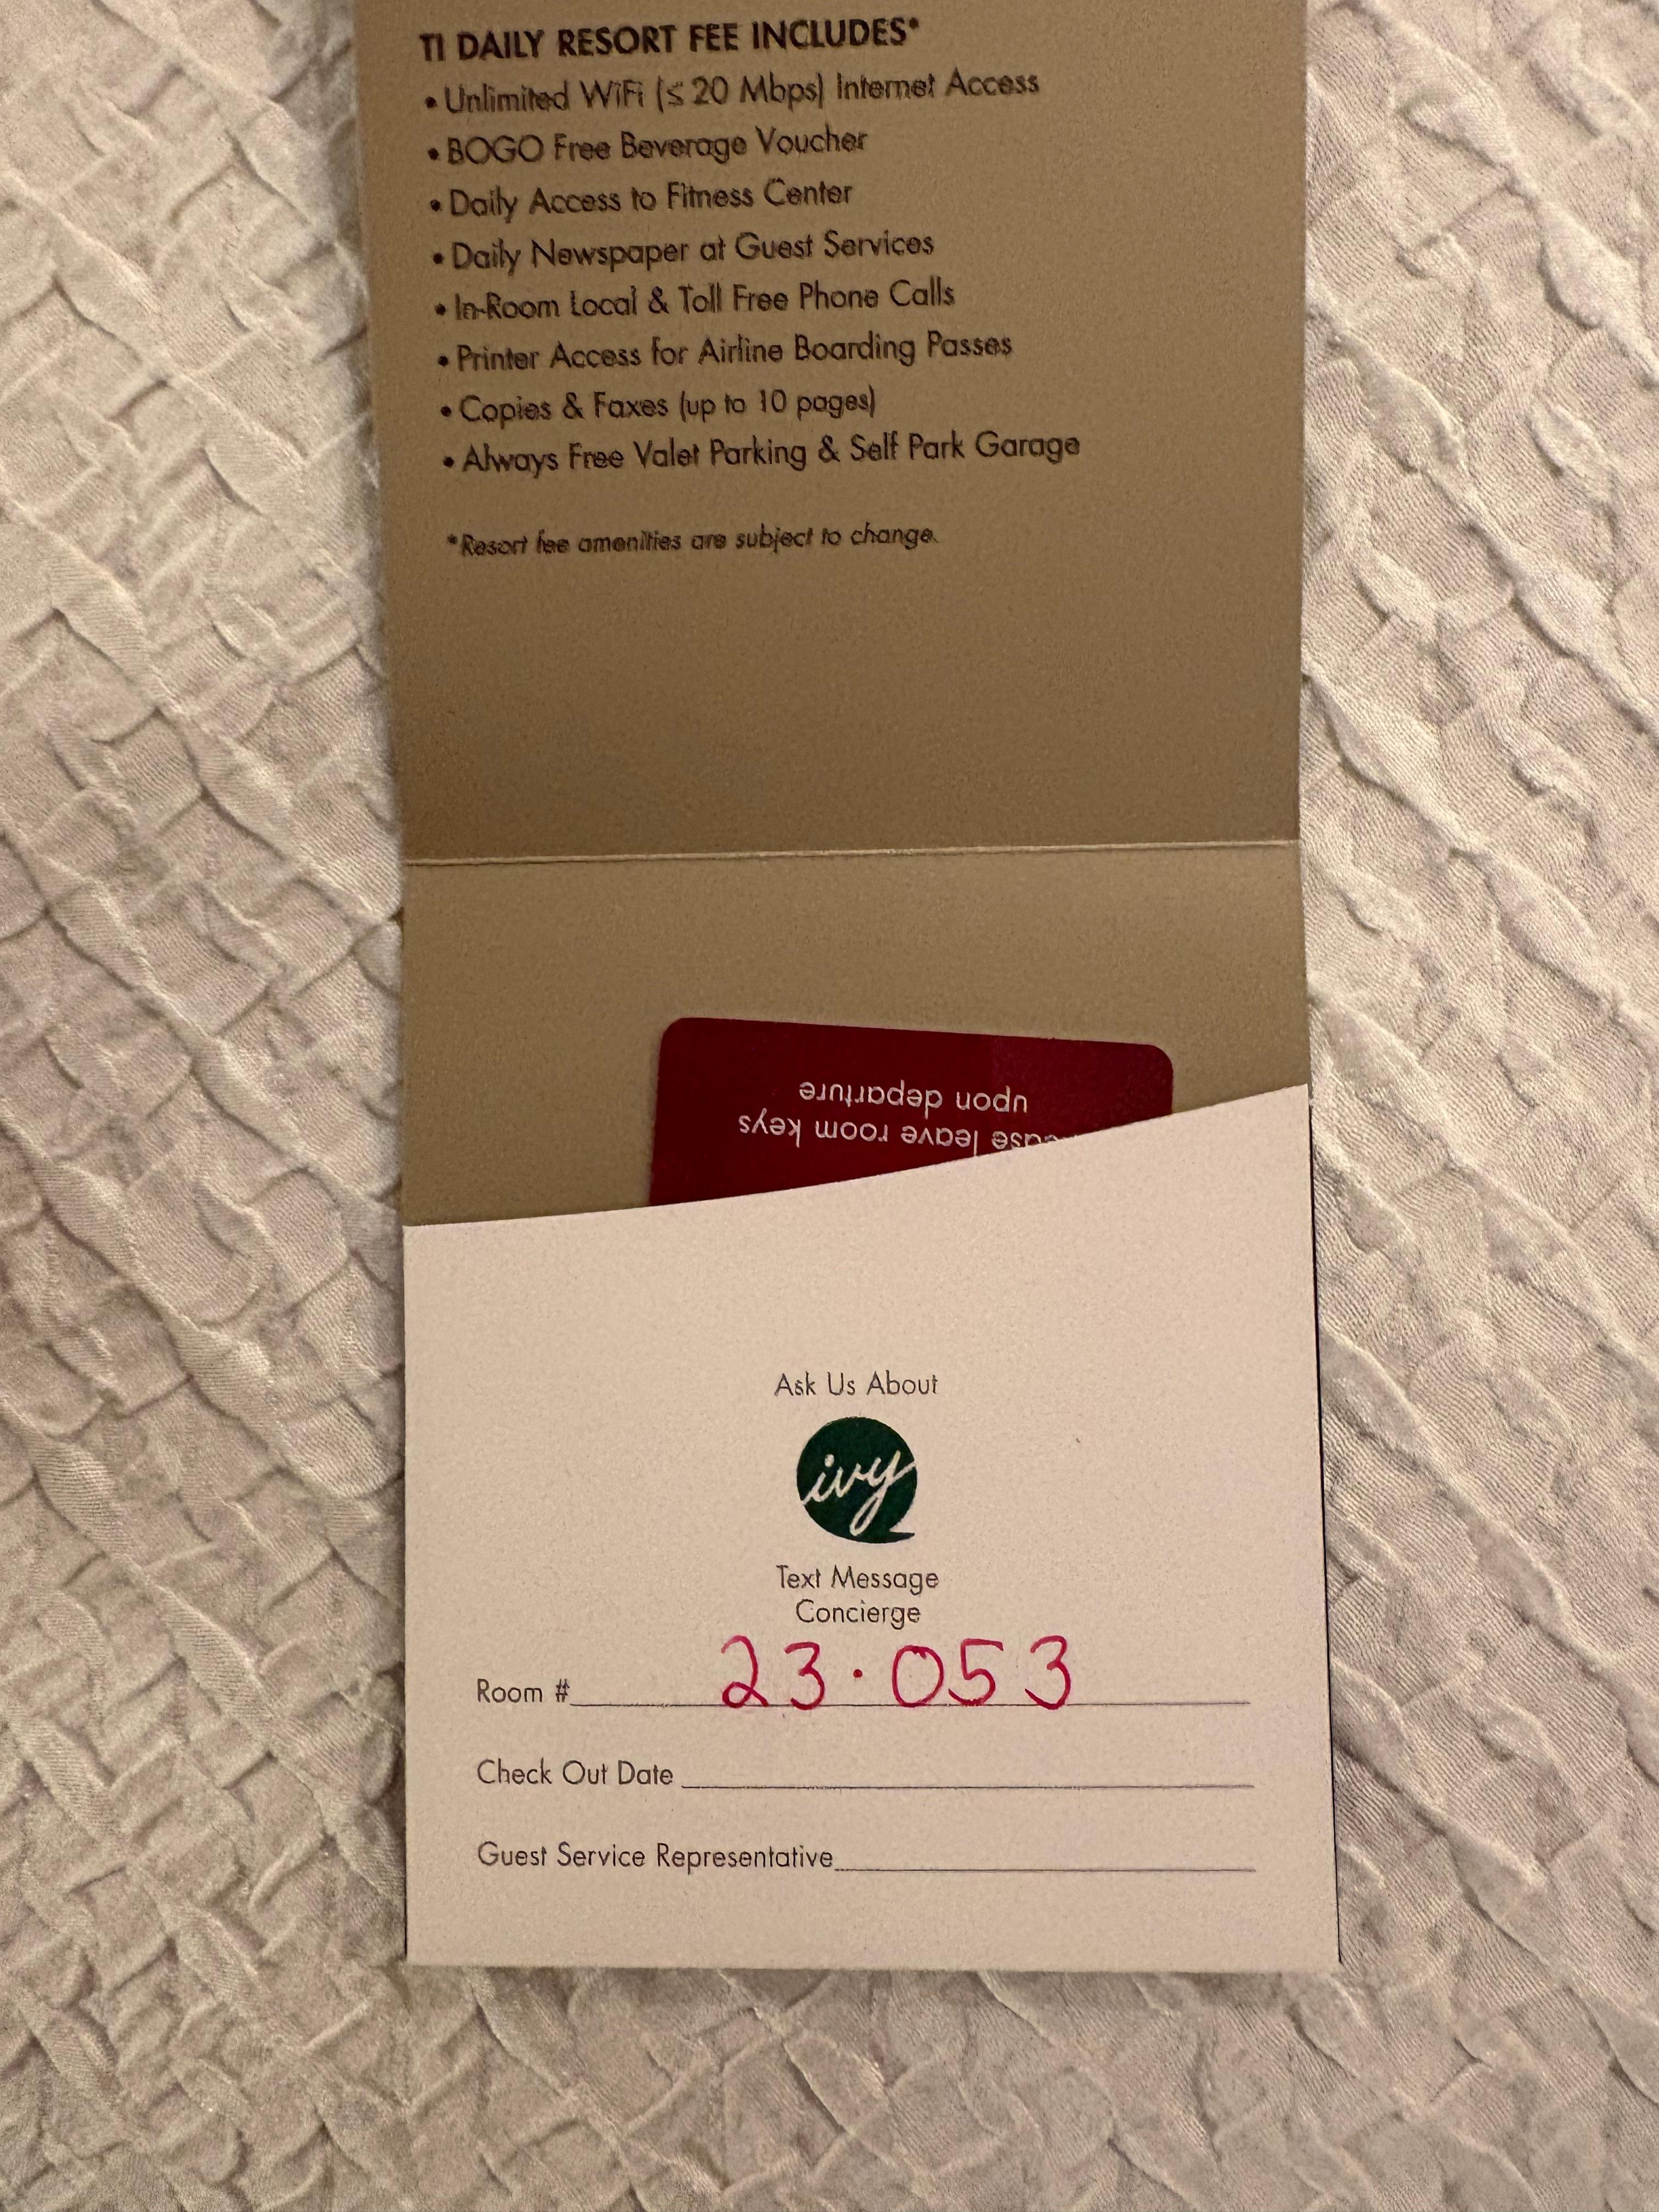 TI DAILY RESORT FEE INCLUDES*
• Unlimited WiFi (≤ 20 Mbps) Internet Access
• BOGO Free Beverage Voucher
• Daily Access to Fitness Center
• Daily Newspaper at Guest Services
• In-Room Local & Toll Free Phone Calls
• Printer Access for Airline Boarding Passes
• Copies & Faxes (up to 10 pages)
• Always Free Valet Parking & Self Park Garage
*Resort fee amenities are subject to change.
leave room keys
upon departure
Ask Us About
ivy
Text Message
Concierge
Room # 23·053
Check Out Date
Guest Service Representative